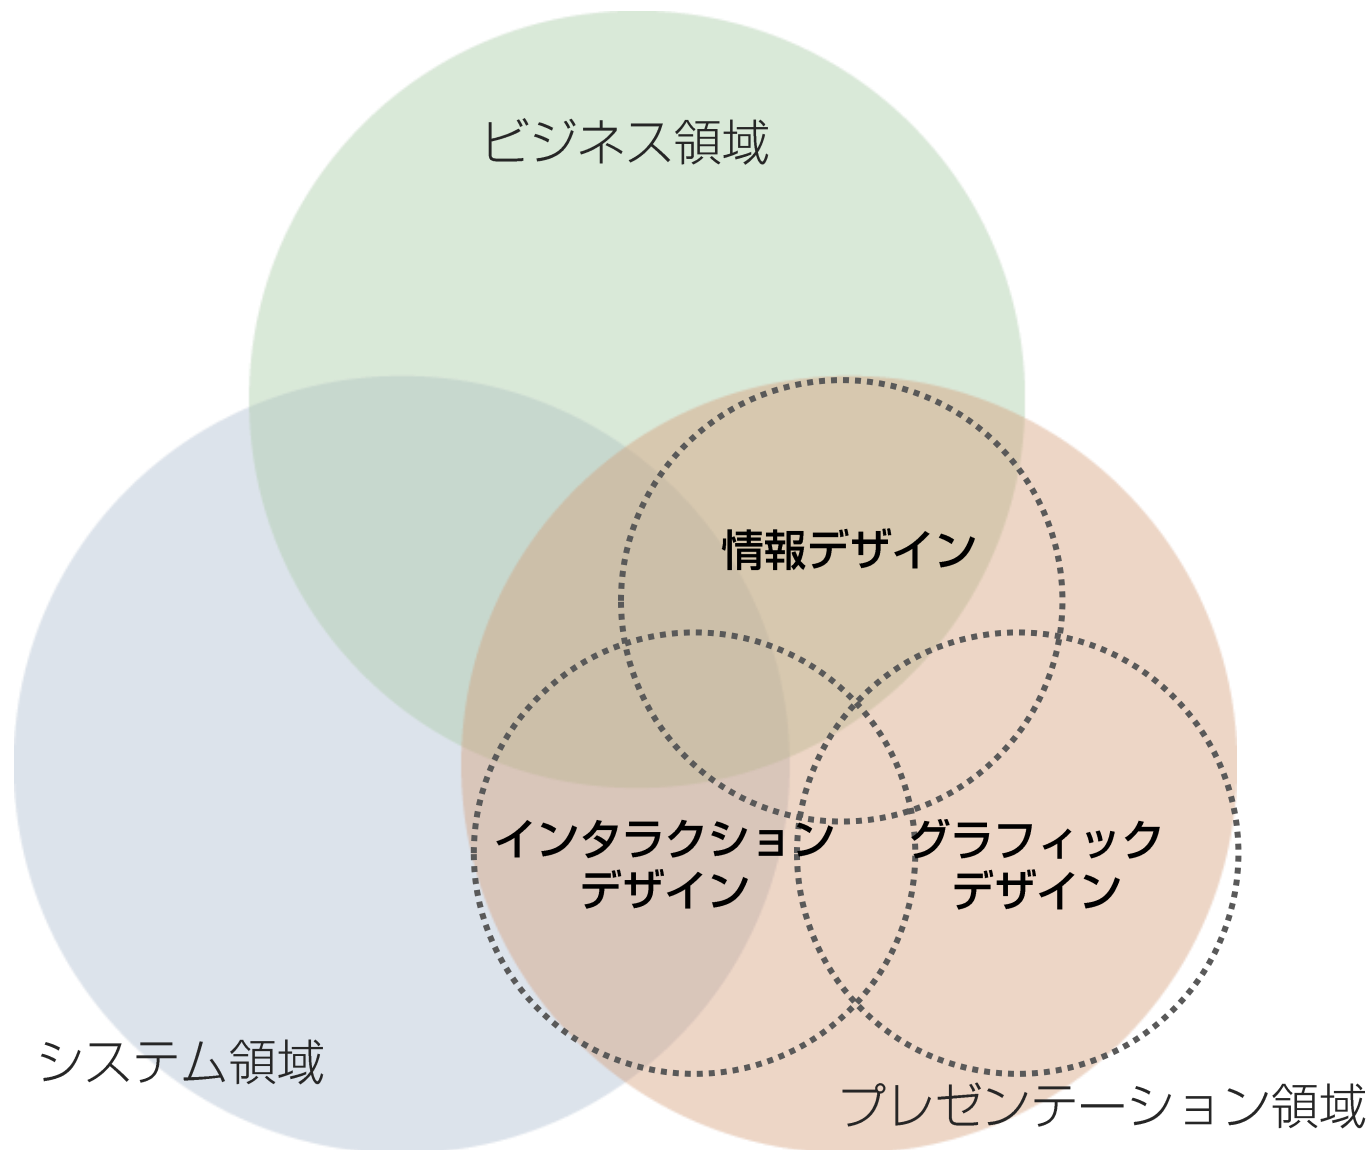 ビジネス領域
情報デザイン
インタラクション
デザイン
グラフィック
デザイン
システム領域
プレゼンテーション領域